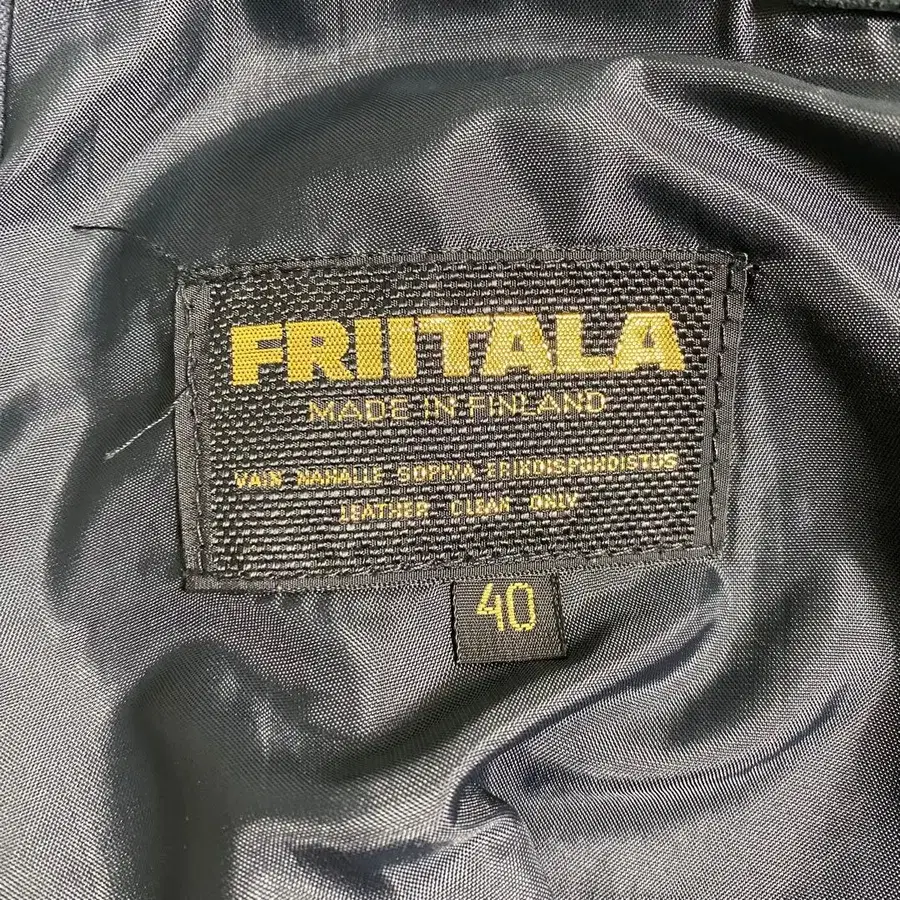 FRIITALA
MADE IN FINLAND
VAIN NAHALLE SOPIVA ERIKOISPUHDISTUS
LEATHER CLEAN ONLY
40